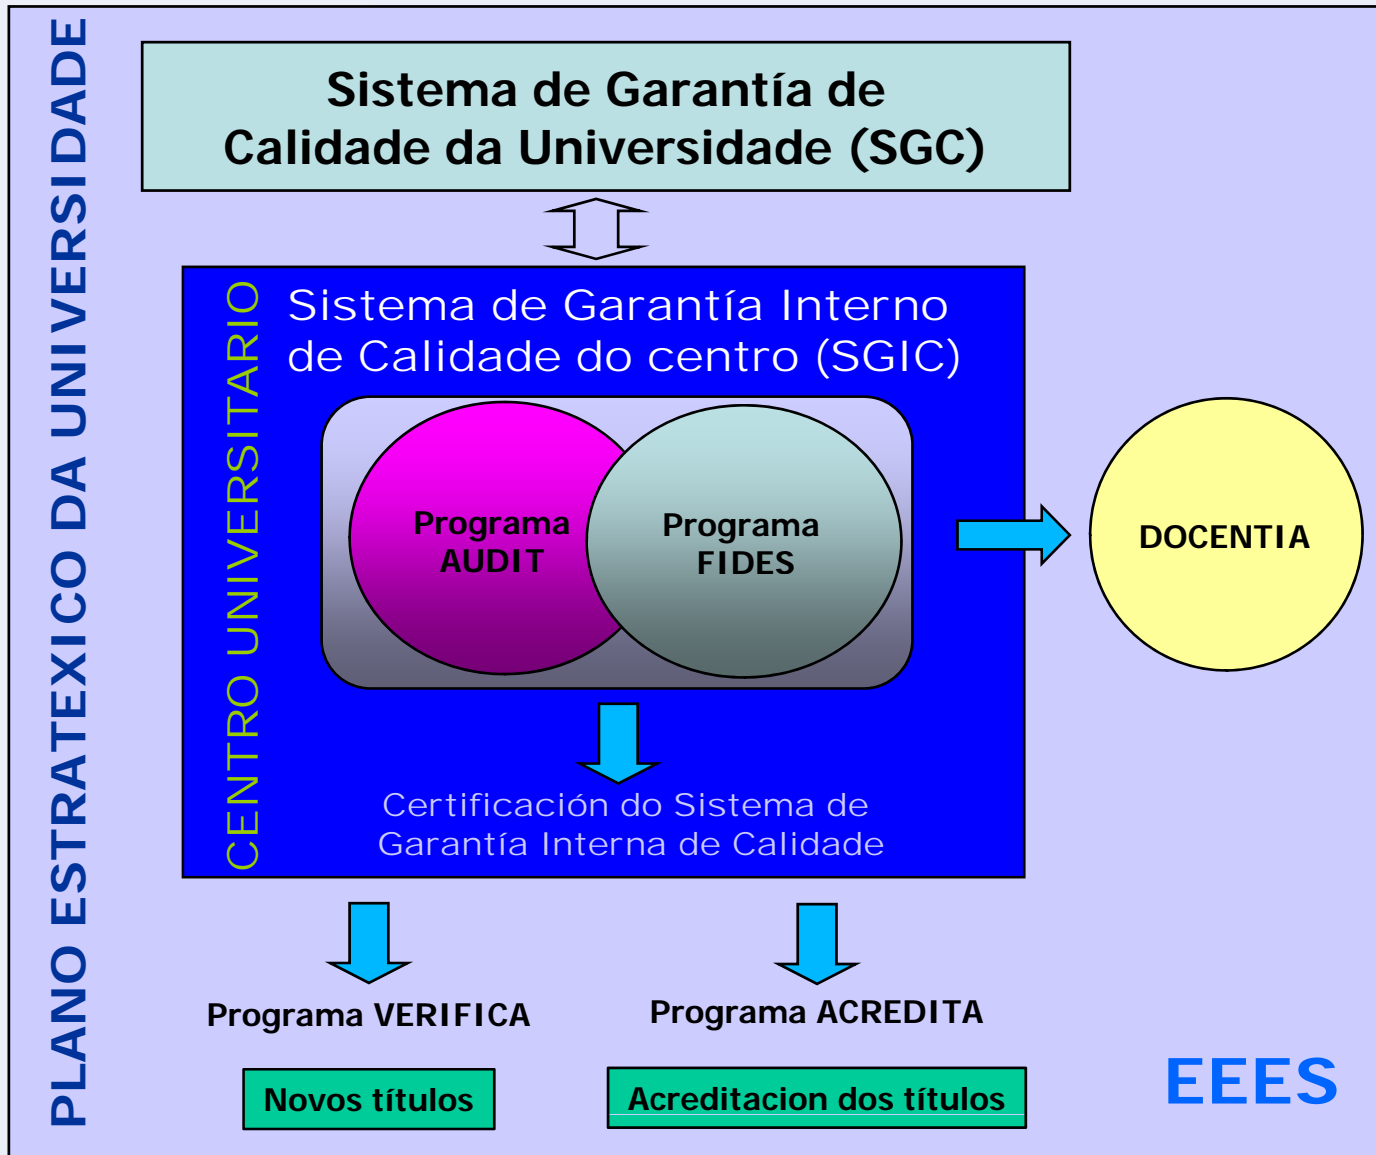 PLANO ESTRATEXICO DA UNIVERSIDADE
Sistema de Garantía de
Calidade da Universidade (SGC)
CENTRO UNIVERSITARIO
Sistema de Garantía Interno
de Calidade do centro (SGIC)
Programa
AUDIT
Programa
FIDES
DOCENTIA
Certificación do Sistema de
Garantía Interna de Calidade
Programa VERIFICA
Programa ACREDITA
Novos títulos
Acreditacion dos títulos
EEES